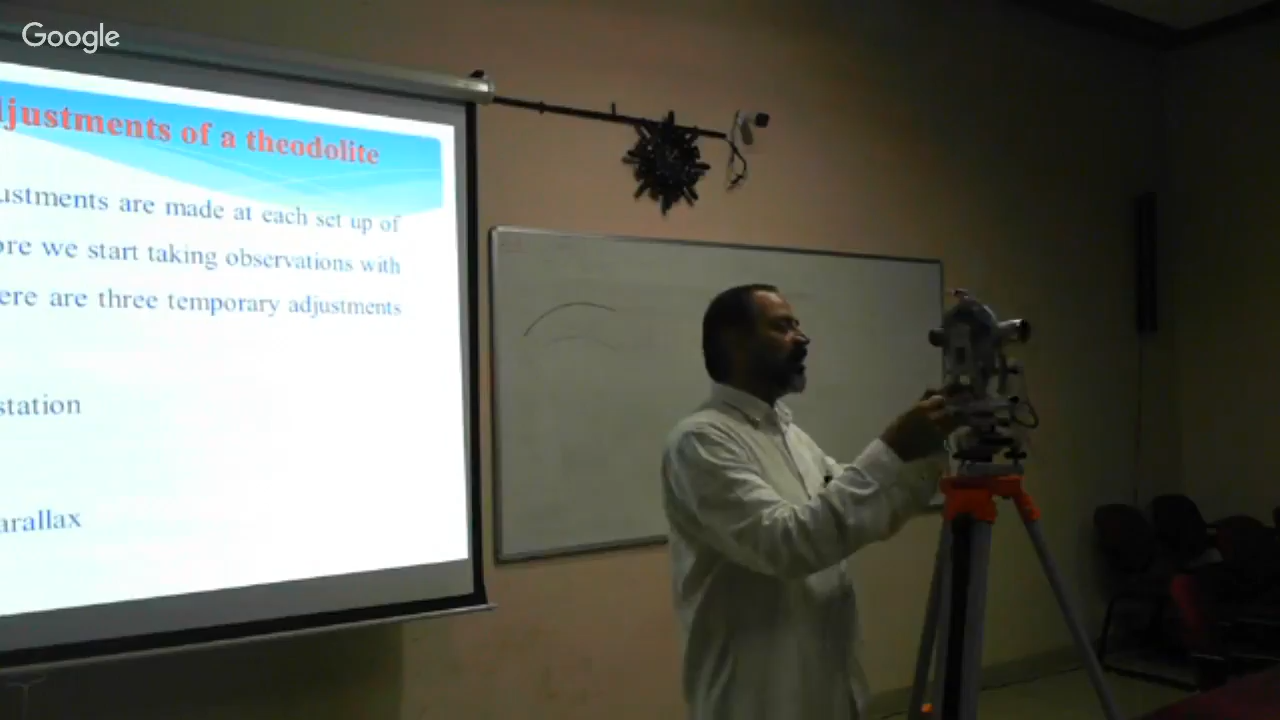 Google
justments of a theodolite
ustments are made at each set up of
ore we start taking observations with
ere are three temporary adjustments
station
arallax